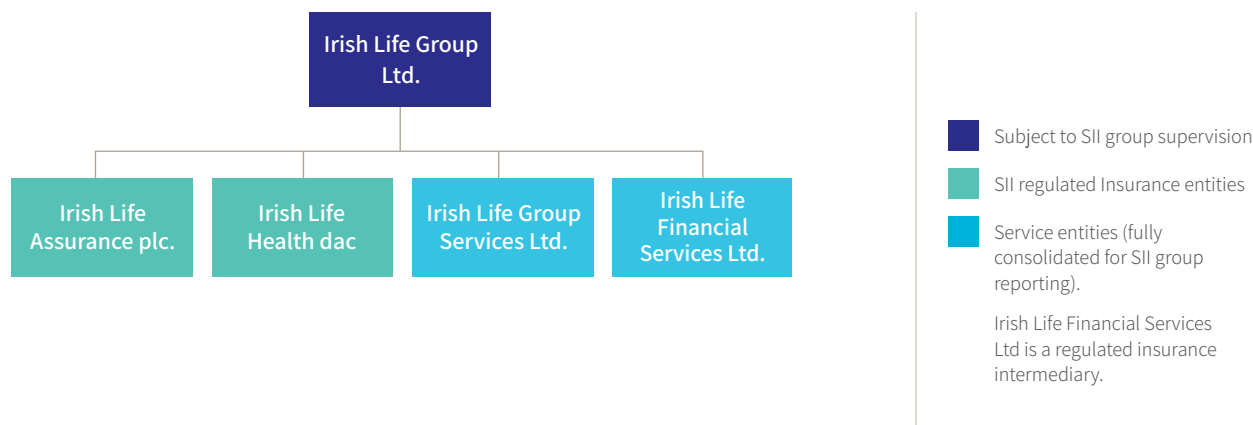 Irish Life Group
Ltd.
Irish Life
Assurance plc.
Irish Life
Health dac
Irish Life Group
Services Ltd.
Irish Life
Financial
Services Ltd.
Subject to SII group supervision
SII regulated Insurance entities
Service entities (fully
consolidated for SII group
reporting).
Irish Life Financial Services
Ltd is a regulated insurance
intermediary.